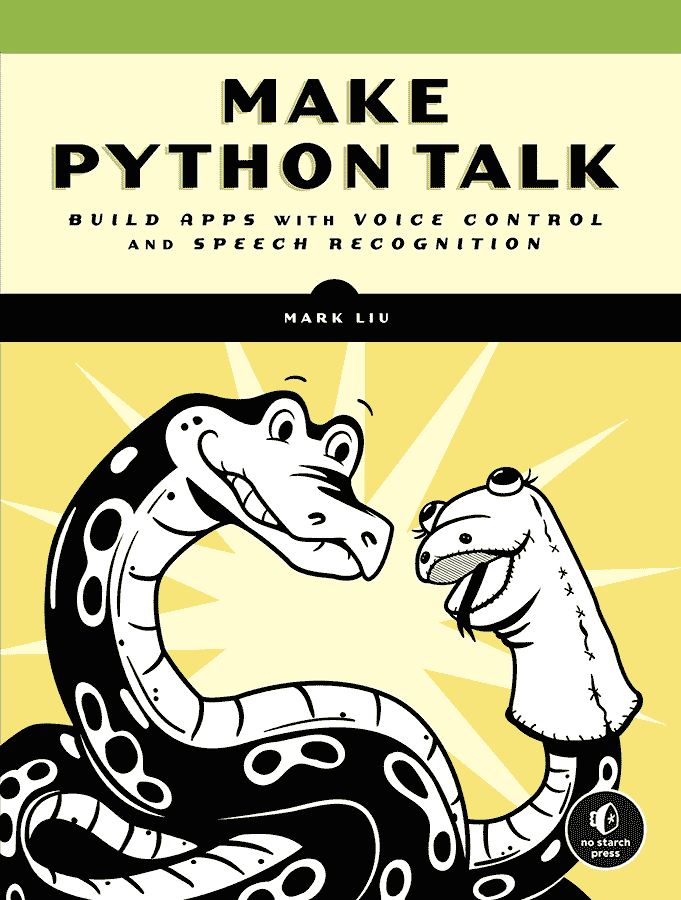 MAKE
PYTHON TALK
BUILD APPS WITH VOICE CONTROL
AND SPEECH RECOGNITION
MARK LIU
no starch
press